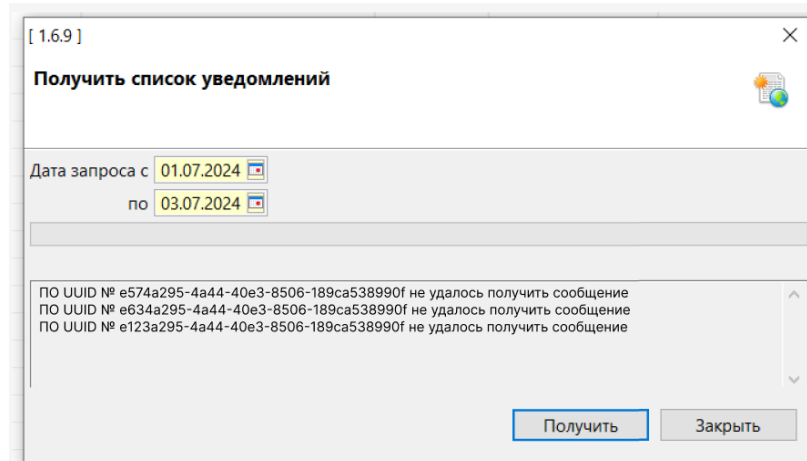 [ 1.6.9 ]
Получить список уведомлений
Дата запроса с 01.07.2024
по 03.07.2024
ПО UUID № e574a295-4a44-40e3-8506-189ca538990f не удалось получить сообщение
ПО UUID № e634a295-4a44-40e3-8506-189ca538990f не удалось получить сообщение
ПО UUID № e123a295-4a44-40e3-8506-189ca538990f не удалось получить сообщение
Получить Закрыть